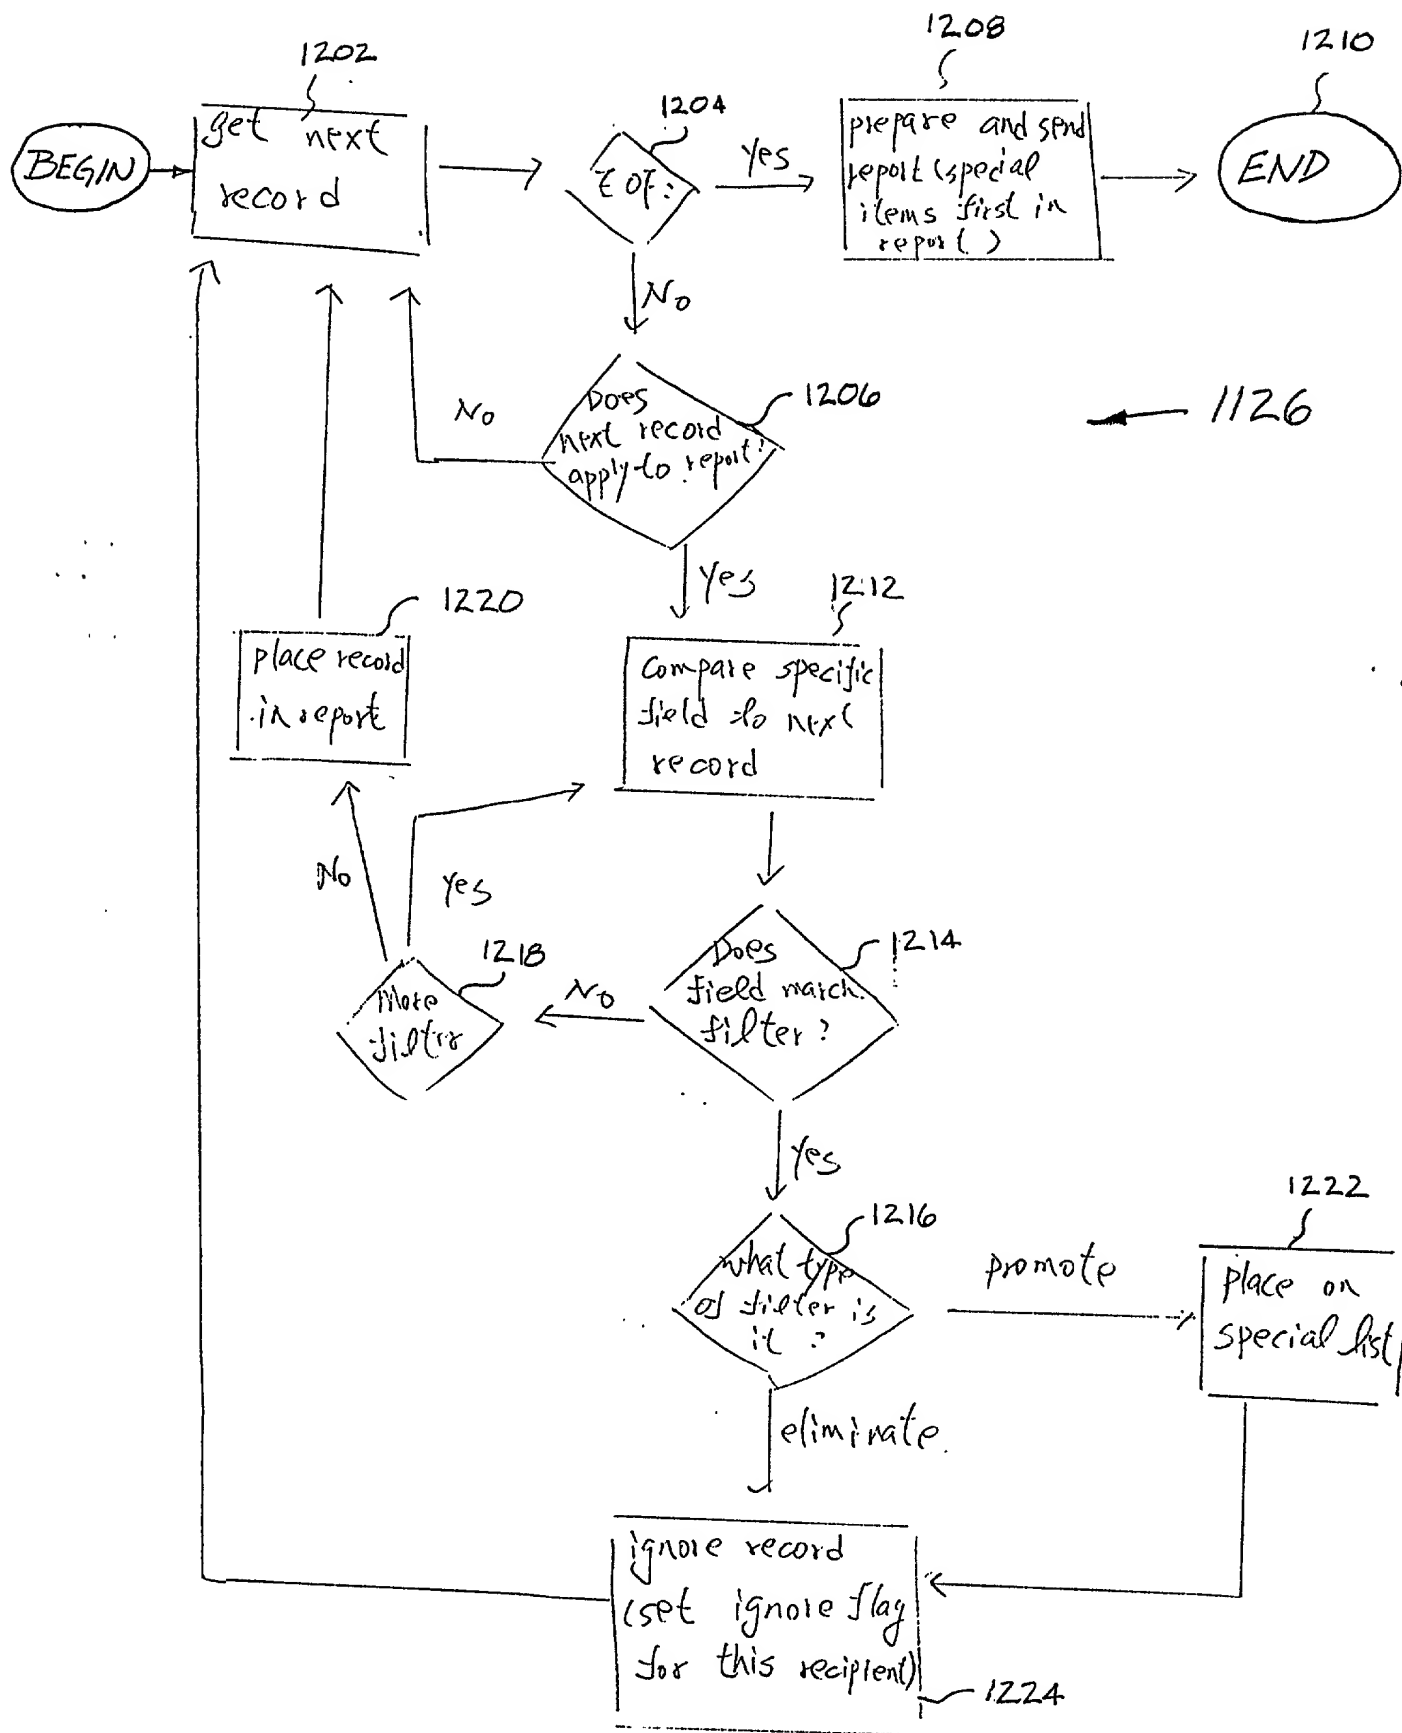 1202
1208
1210
1204
BEGIN
get next
record
EOF:
Yes
prepare and send
report (special
items first in
report)
END
No
Does
next record
apply to report?
1206
No
1126
Yes
1212
1220
place record
in report
Compare specific
field to next
record
No
Yes
1218
More
filter
No
Does
field march
filter?
1214
Yes
1216
what type
of filter is
it ?
promote
1222
place on
special list
eliminate.
ignore record
(set ignore flag
for this recipient)
1224